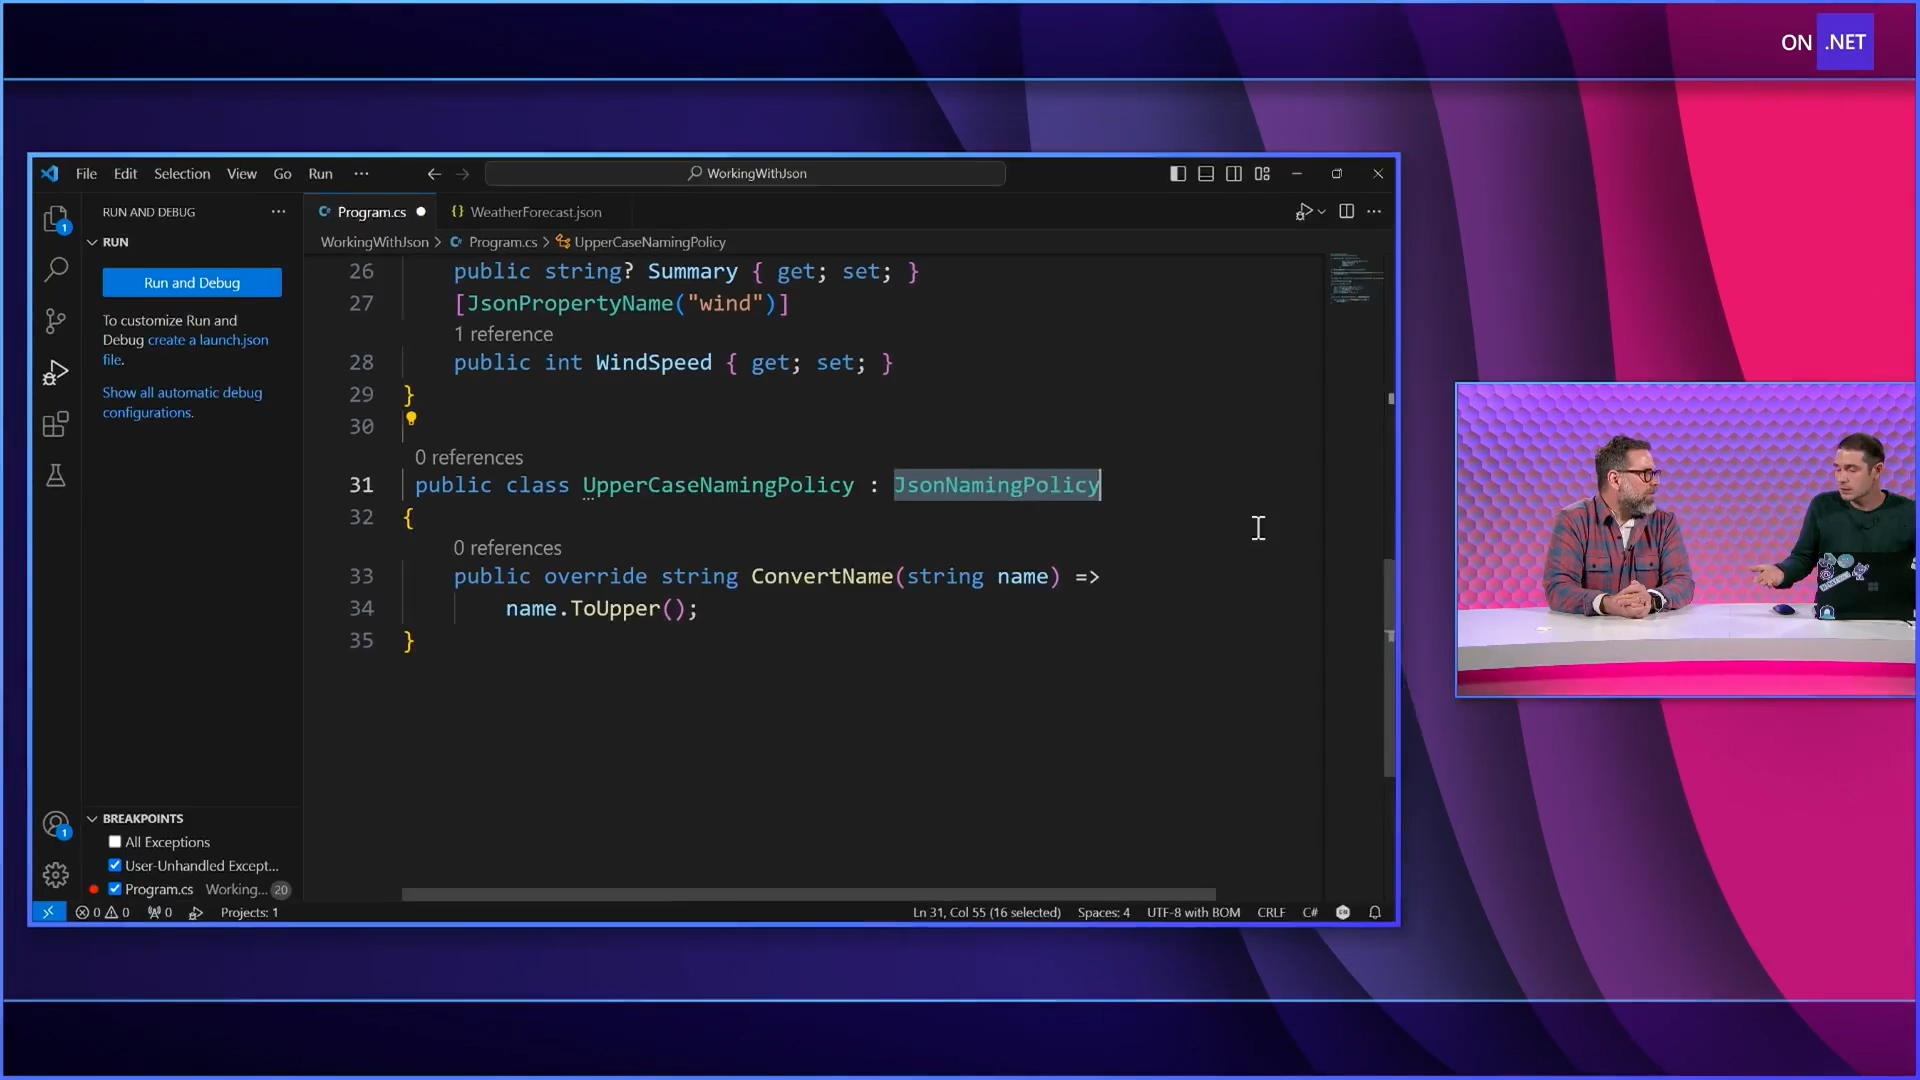 ON .NET
File Edit Selection View Go Run ··· WorkingWithJson
RUN AND DEBUG ···
Program.cs
{} WeatherForecast.json
RUN
WorkingWithJson > Program.cs > UpperCaseNamingPolicy
Run and Debug
To customize Run and
Debug create a launch.json
file.
Show all automatic debug
configurations.
26 public string? Summary { get; set; }
27 [JsonPropertyName("wind")]
1 reference
28 public int WindSpeed { get; set; }
29 }
30
0 references
31 public class UpperCaseNamingPolicy : JsonNamingPolicy
32 {
0 references
33 public override string ConvertName(string name) =>
34 name.ToUpper();
35 }
1
1
BREAKPOINTS
All Exceptions
User-Unhandled Except...
Program.cs Working... 20
0 0 0 Projects: 1 Ln 31, Col 55 (16 selected) Spaces: 4 UTF-8 with BOM CRLF C#